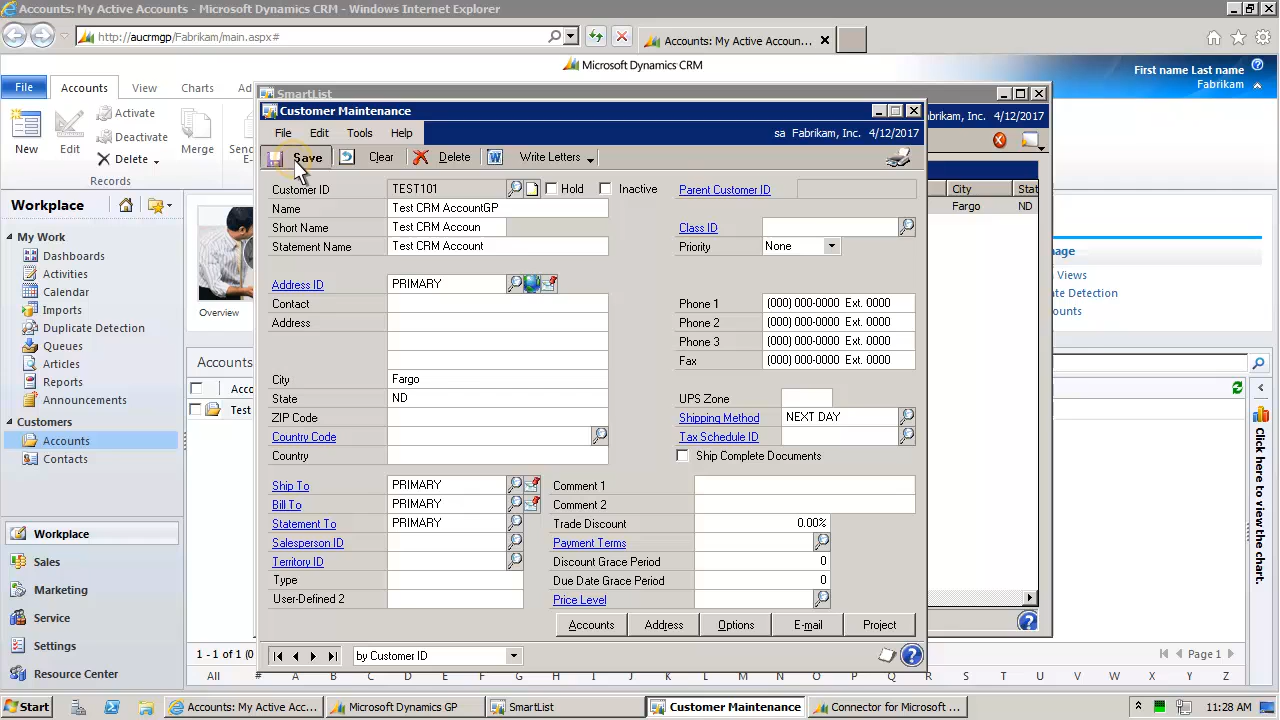 Accounts: My Active Accounts - Microsoft Dynamics CRM - Windows Internet Explorer
http://aucrmgp/Fabrikam/main.aspx#
Accounts: My Active Accoun...
Microsoft Dynamics CRM
File
Accounts
View
Charts
Ad
First name Last name
Fabrikam
New
Edit
Activate
Deactivate
Delete
Merge
Records
SmartList
Fabrikam, Inc. 4/12/2017
Customer Maintenance
File Edit Tools Help
sa Fabrikam, Inc. 4/12/2017
Save Clear Delete Write Letters
Customer ID TEST101 Hold Inactive Parent Customer ID
Name Test CRM AccountGP
Short Name Test CRM Accoun Class ID
Statement Name Test CRM Account Priority None
Address ID PRIMARY
Contact Phone 1 (000) 000-0000 Ext. 0000
Address Phone 2 (000) 000-0000 Ext. 0000
Phone 3 (000) 000-0000 Ext. 0000
Fax (000) 000-0000 Ext. 0000
City Fargo
State ND UPS Zone
ZIP Code Shipping Method NEXT DAY
Country Code Tax Schedule ID
Country Ship Complete Documents
Ship To PRIMARY Comment 1
Bill To PRIMARY Comment 2
Statement To PRIMARY Trade Discount 0.00%
Salesperson ID Payment Terms
Territory ID Discount Grace Period 0
Type Due Date Grace Period 0
User-Defined 2 Price Level
Accounts Address Options E-mail Project
by Customer ID
City Stat
Fargo ND
Views
te Detection
ounts
Click here to view the chart.
Workplace
My Work
Dashboards
Activities
Calendar
Imports
Duplicate Detection
Queues
Articles
Reports
Announcements
Customers
Accounts
Contacts
Workplace
Sales
Marketing
Service
Settings
Resource Center
Overview
Accounts
Acco
Test
1 - 1 of 1 (0
Page 1
All # A B C D E F G H I J K L M N O P Q R S T U V W X Y Z
Start
Accounts: My Active Ac...
Microsoft Dynamics GP
SmartList
Customer Maintenance
Connector for Microsoft ...
11:28 AM